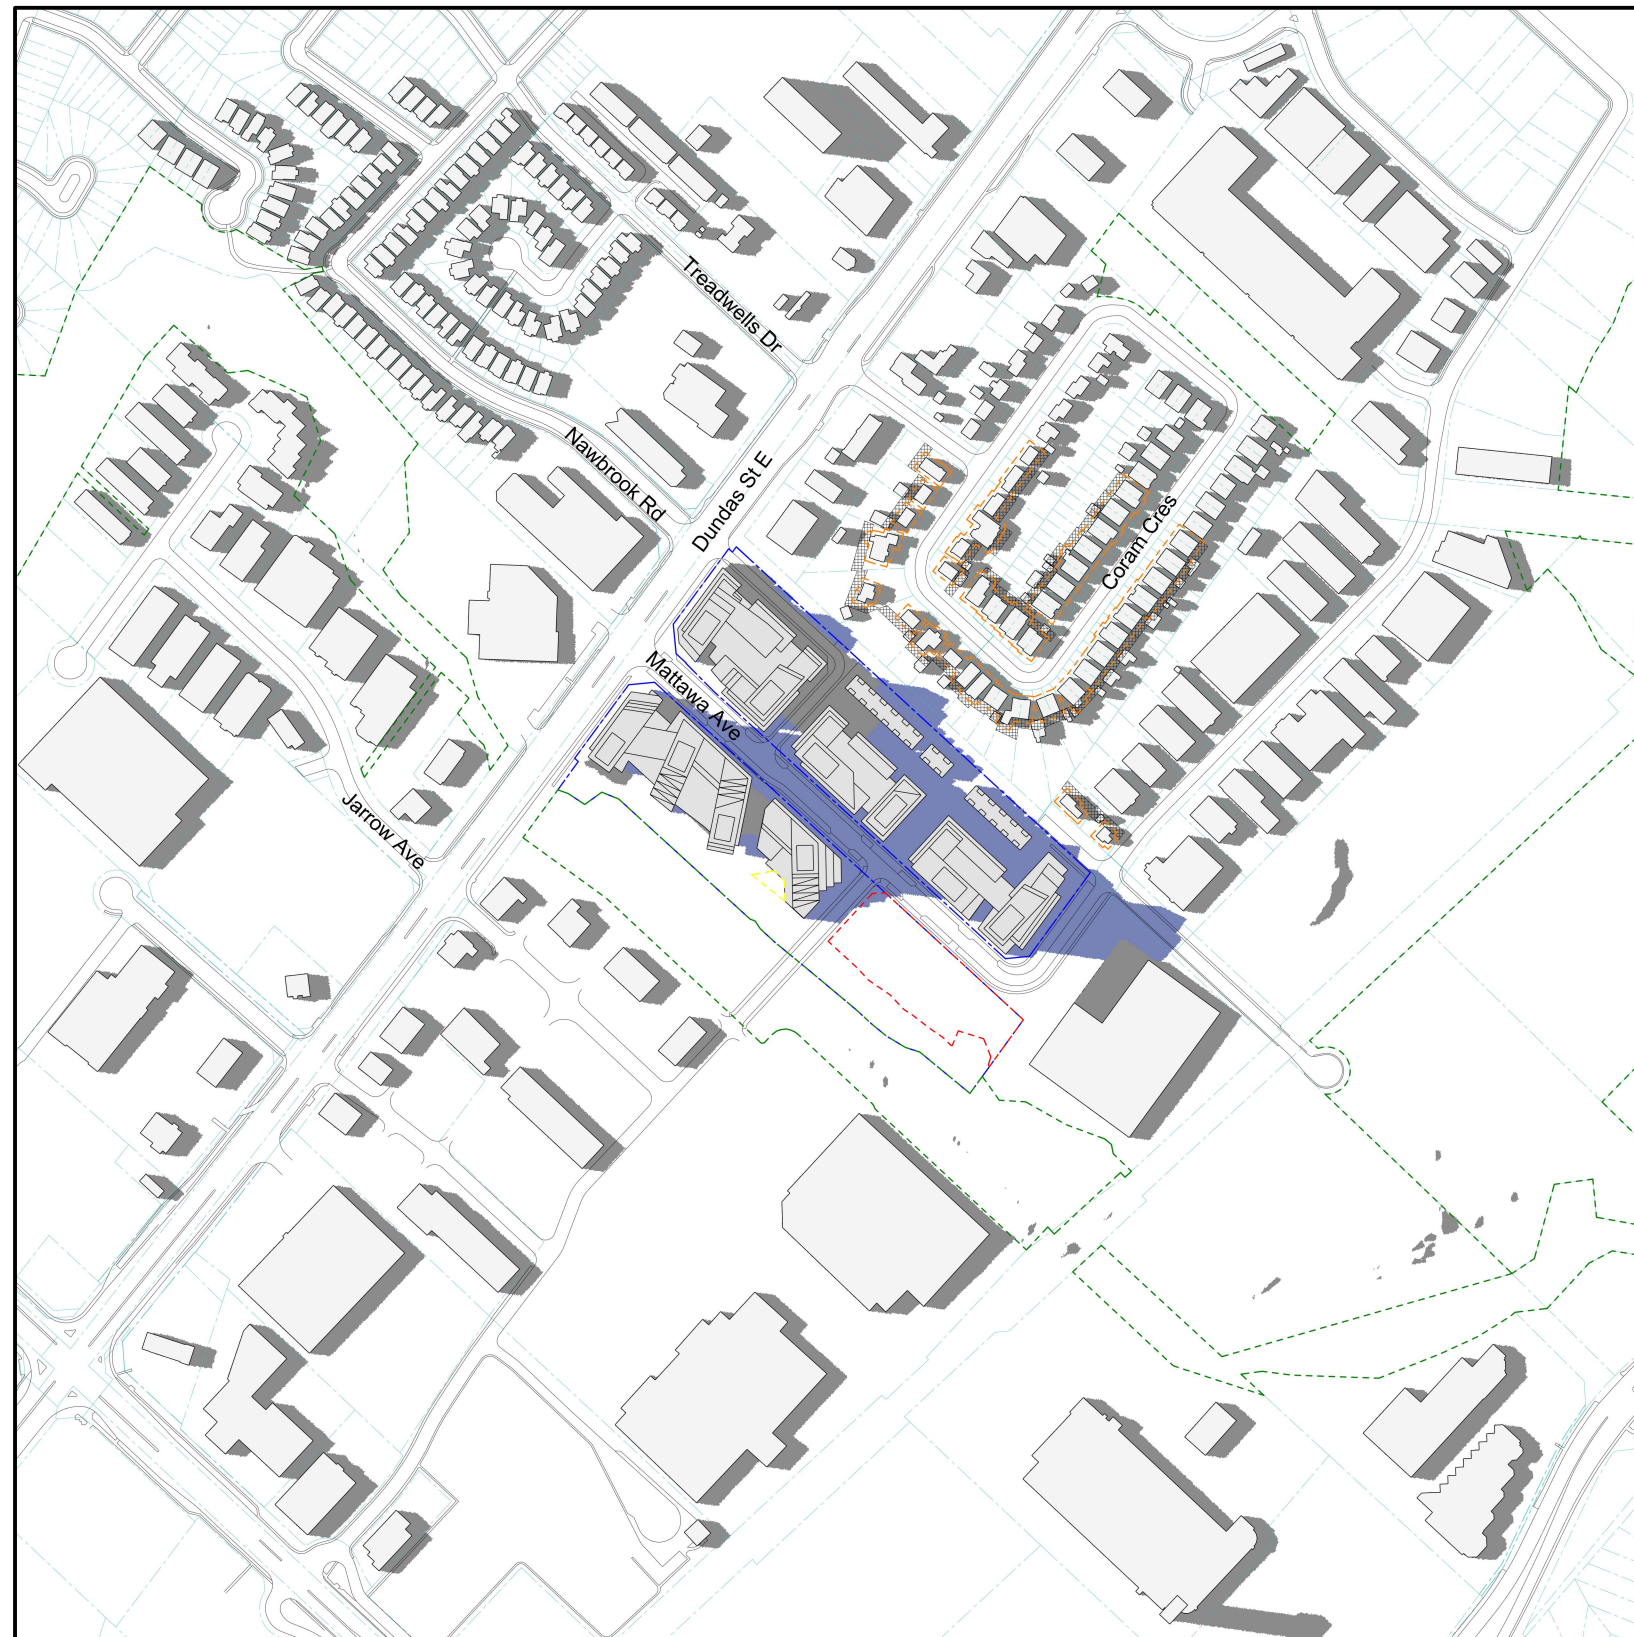 Treadwells Dr
Nawbrook Rd
Dundas St E
Coram Cres
Mattawa Ave
Jarrow Ave